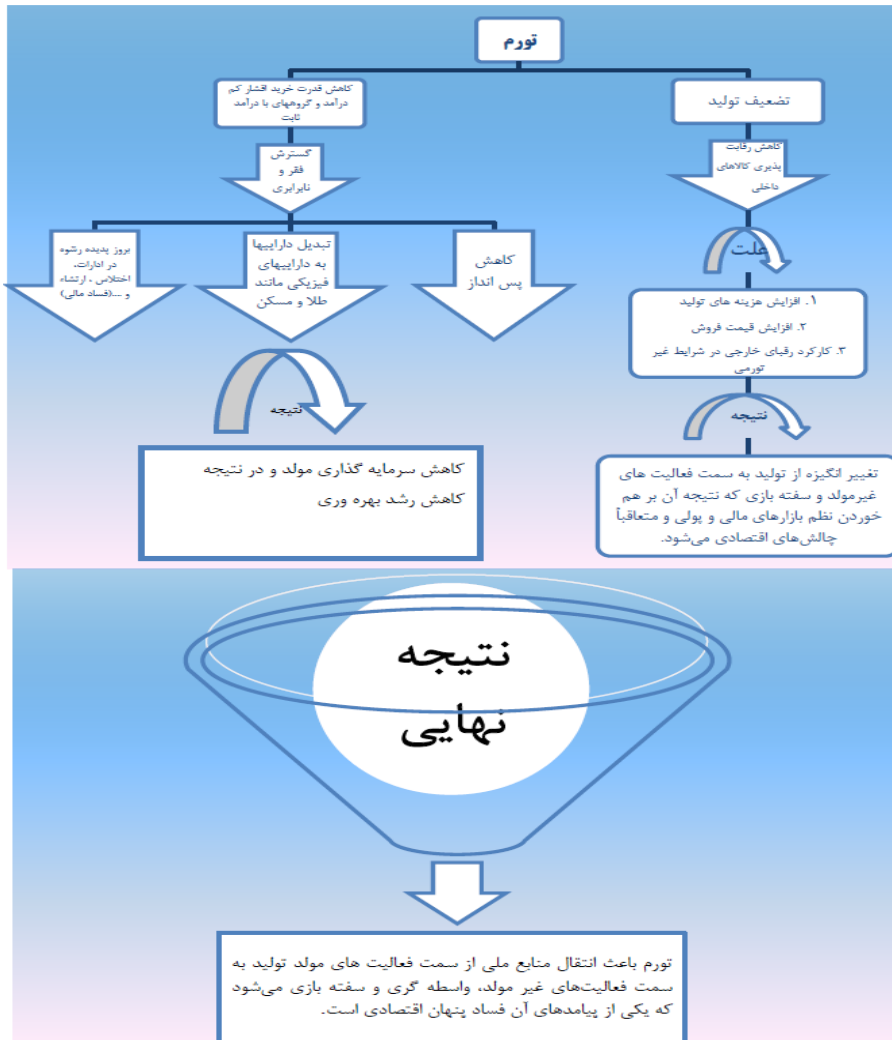 تورم
تضعیف تولید
کاهش رقابت
پذیری کالاهای
داخلی
علت
۱. افزایش هزینه های تولید
۲. افزایش قیمت فروش
۳. کارکرد رقبای خارجی در شرایط غیر
تورمی
نتیجه
تغییر انگیزه از تولید به سمت فعالیت های
غیرمولد و سفته بازی که نتیجه آن بر هم
خوردن نظم بازارهای مالی و پولی و متعاقباً
چالش‌های اقتصادی می‌شود.
کاهش قدرت خرید اقشار کم
درآمد و گروههای با درآمد
ثابت
گسترش
فقر و
نابرابری
کاهش
پس انداز
تبدیل داراییها
به داراییهای
فیزیکی مانند
طلا و مسکن
بروز پدیده رشوه
در ادارات،
اختلاس ، ارتشاء
و ....(فساد مالی)
نتیجه
کاهش سرمایه گذاری مولد و در نتیجه
کاهش رشد بهره وری
نتیجه
نهایی
تورم باعث انتقال منابع ملی از سمت فعالیت های مولد تولید به
سمت فعالیت‌های غیر مولد، واسطه گری و سفته بازی می‌شود
که یکی از پیامدهای آن فساد پنهان اقتصادی است.